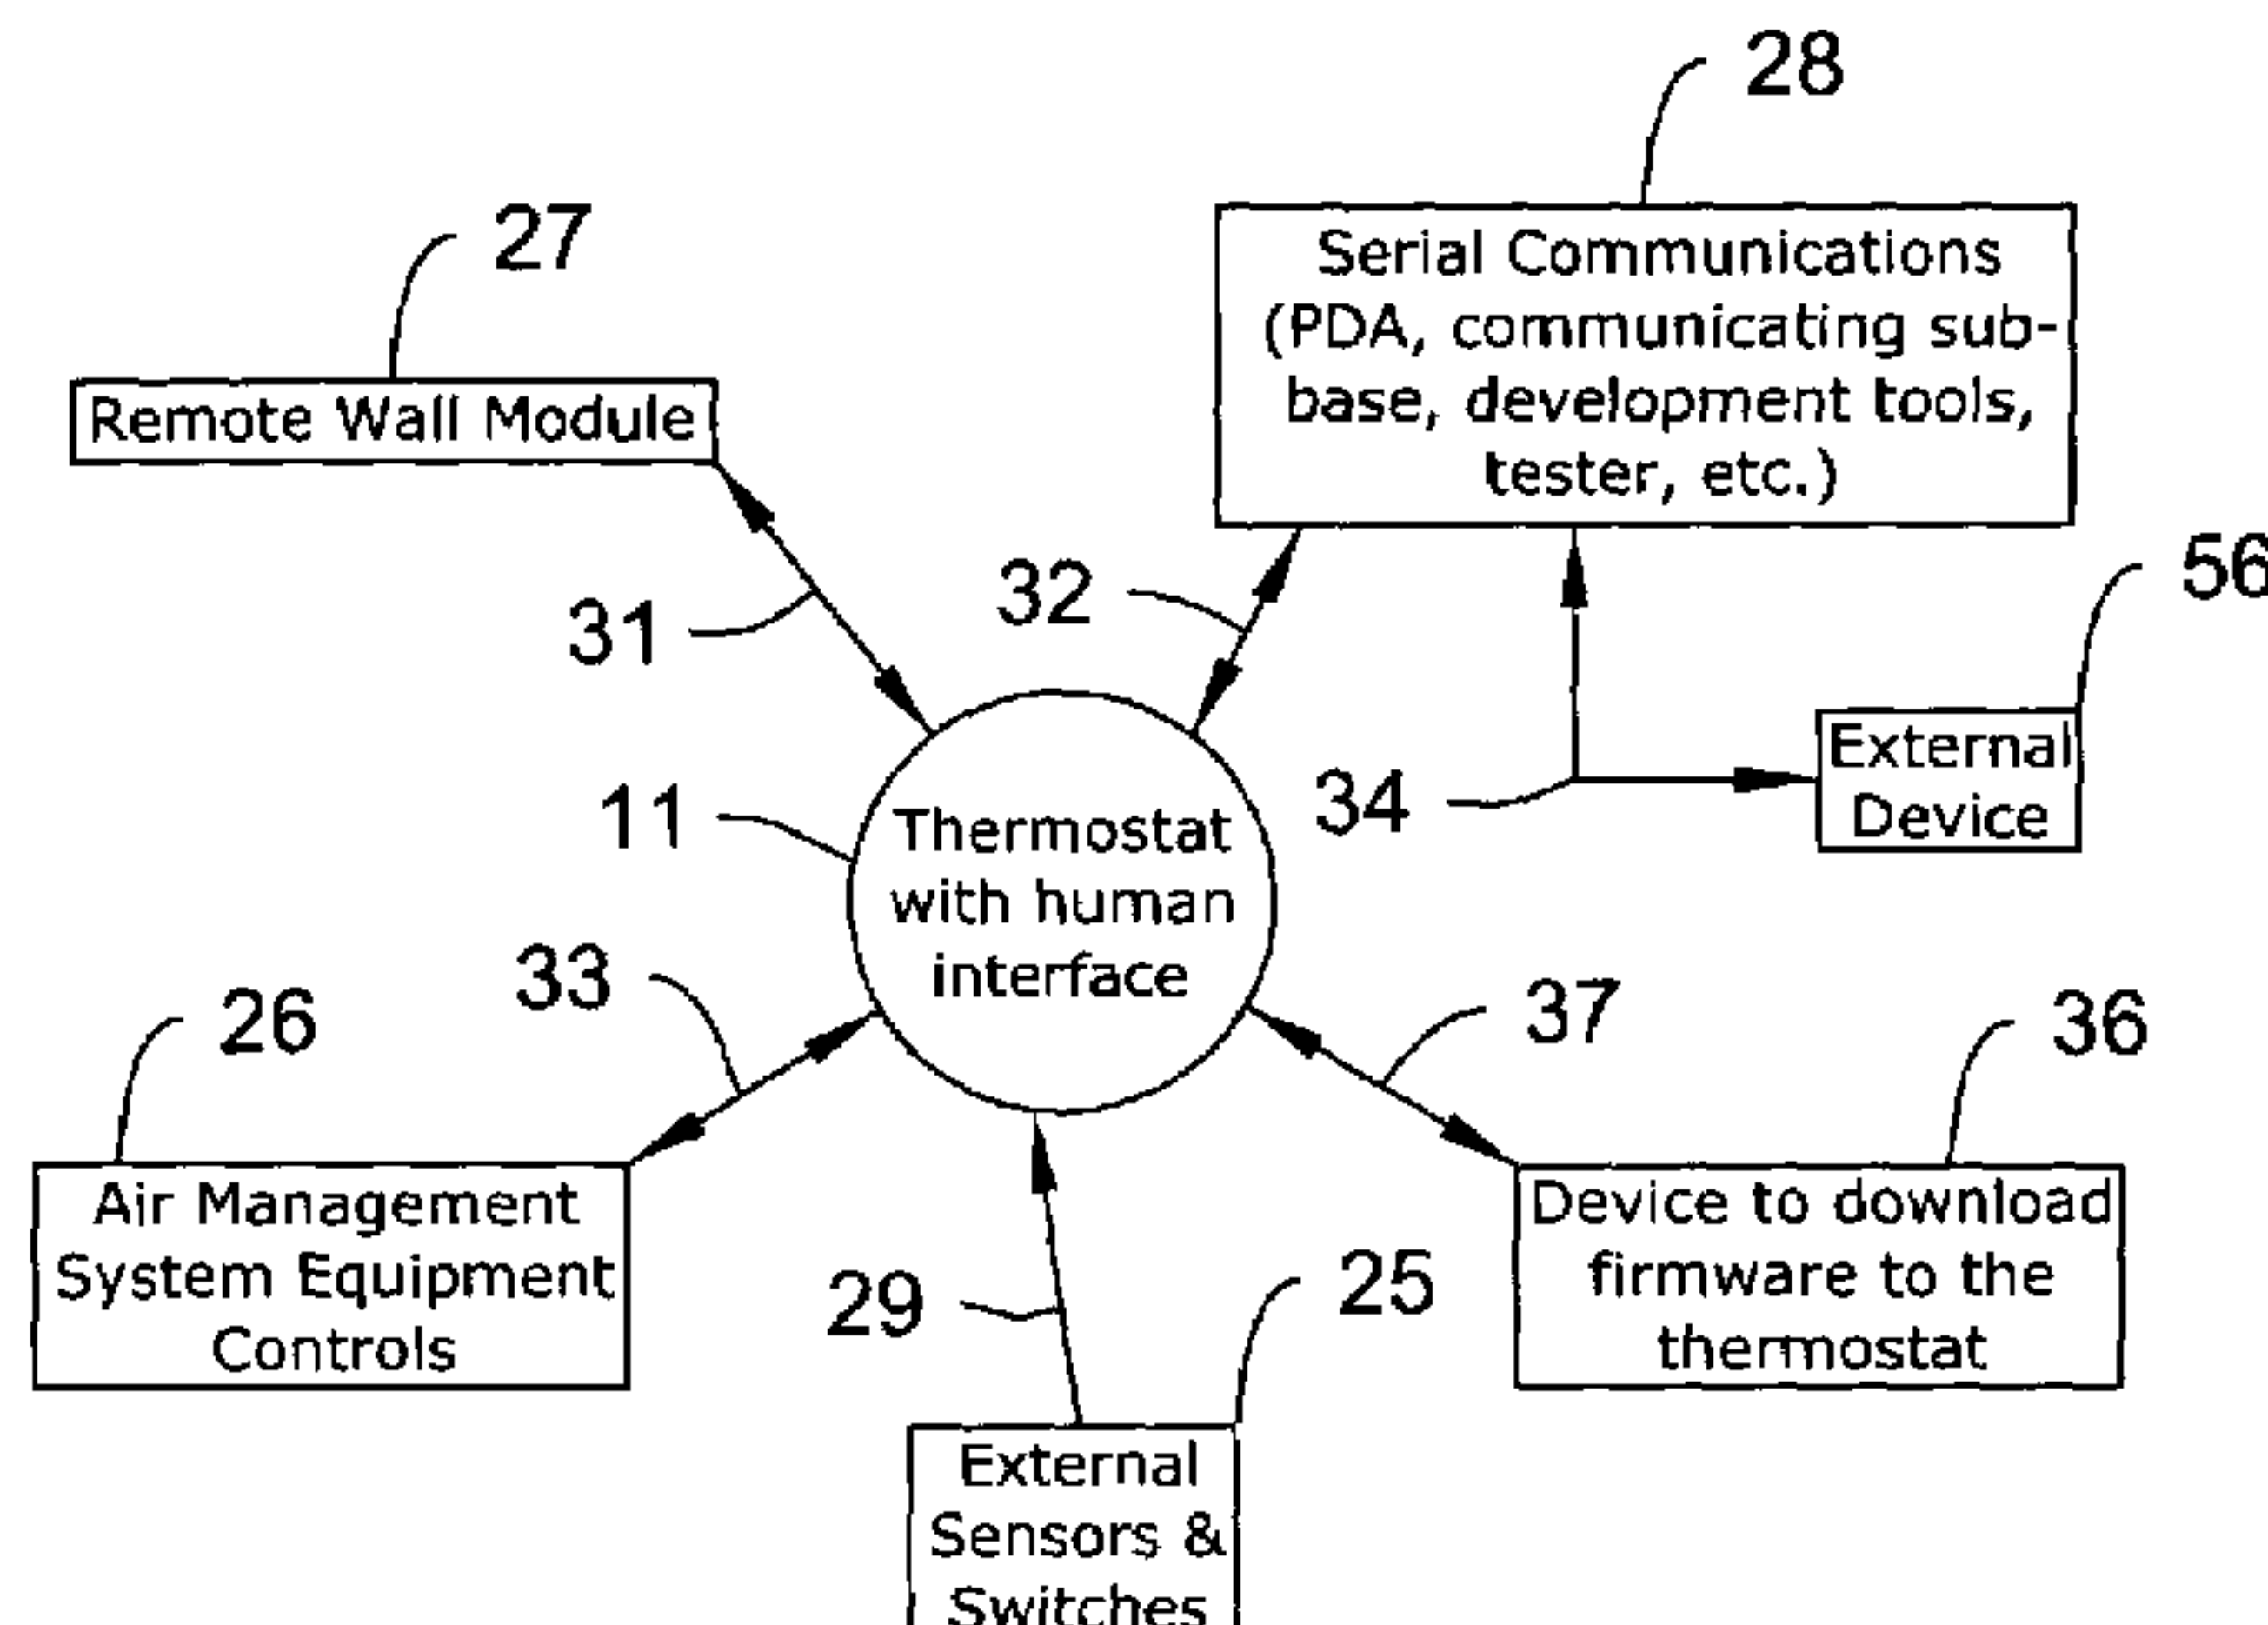 28
27
Serial Communications
(PDA, communicating sub-
base, development tools,
tester, etc.)
Remote Wall Module
56
32
31
External
Device
34
11
Thermostat
with human
interface
33
37
26
36
Air Management
System Equipment
Controls
Device to download
firmware to the
thermostat
29
25
External
Sensors &
Switches